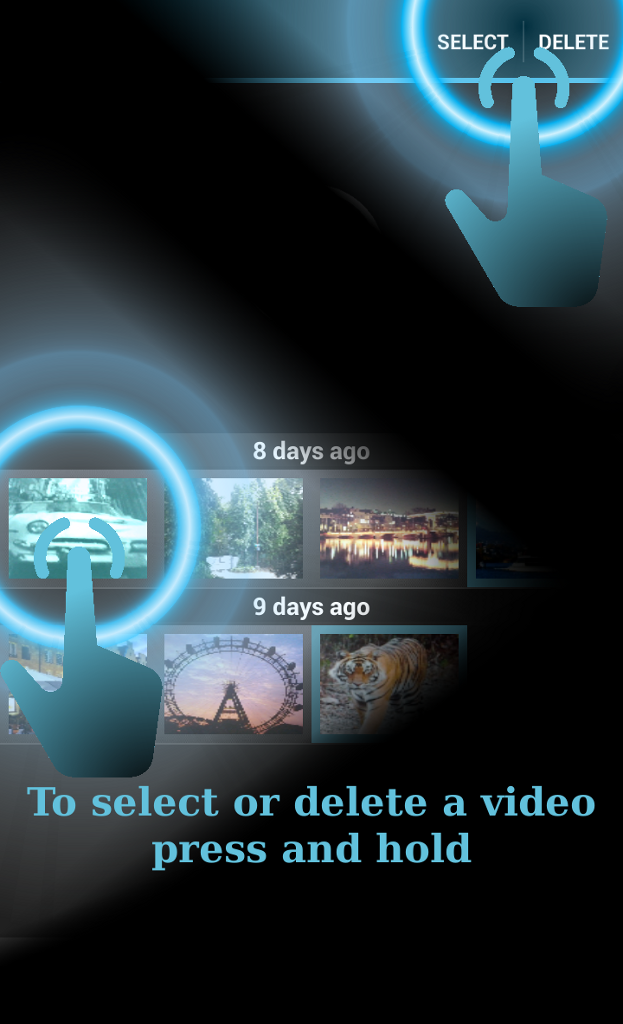 SELECT DELETE
8 days ago
9 days ago
To select or delete a video
press and hold